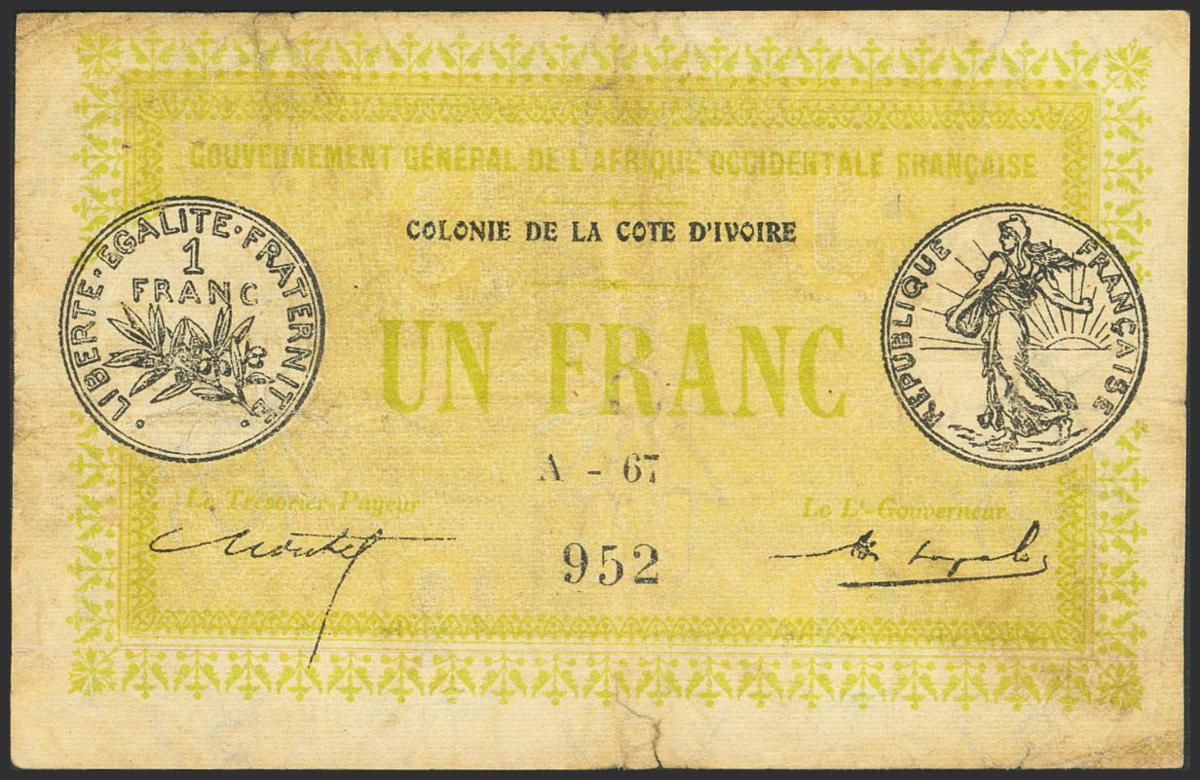 GOUVERNEMENT GÉNÉRAL DE L'AFRIQUE OCCIDENTALE FRANÇAISE
COLONIE DE LA COTE D'IVOIRE
LIBERTE·EGALITE·FRATERNITE
1
FRANC
REPUBLIQUE FRANÇAISE
UN FRANC
A - 67
Le Trésorier-Payeur
Le Lt-Gouverneur
952